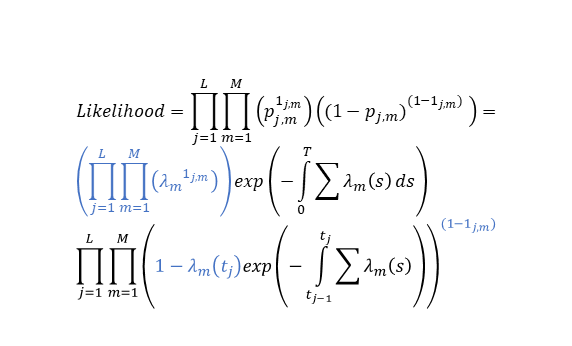 Likelihood = ∏_{j=1}^{L} ∏_{m=1}^{M} (p_{j,m}^{1_{j,m}}) ((1 − p_{j,m})^{(1−1_{j,m})}) =
(∏_{j=1}^{L} ∏_{m=1}^{M} (λ_m^{1_{j,m}})) exp(− ∫_0^T ∑ λ_m(s) ds)
∏_{j=1}^{L} ∏_{m=1}^{M} (1 − λ_m(t_j) exp(− ∫_{t_{j−1}}^{t_j} ∑ λ_m(s)))^{(1−1_{j,m})}